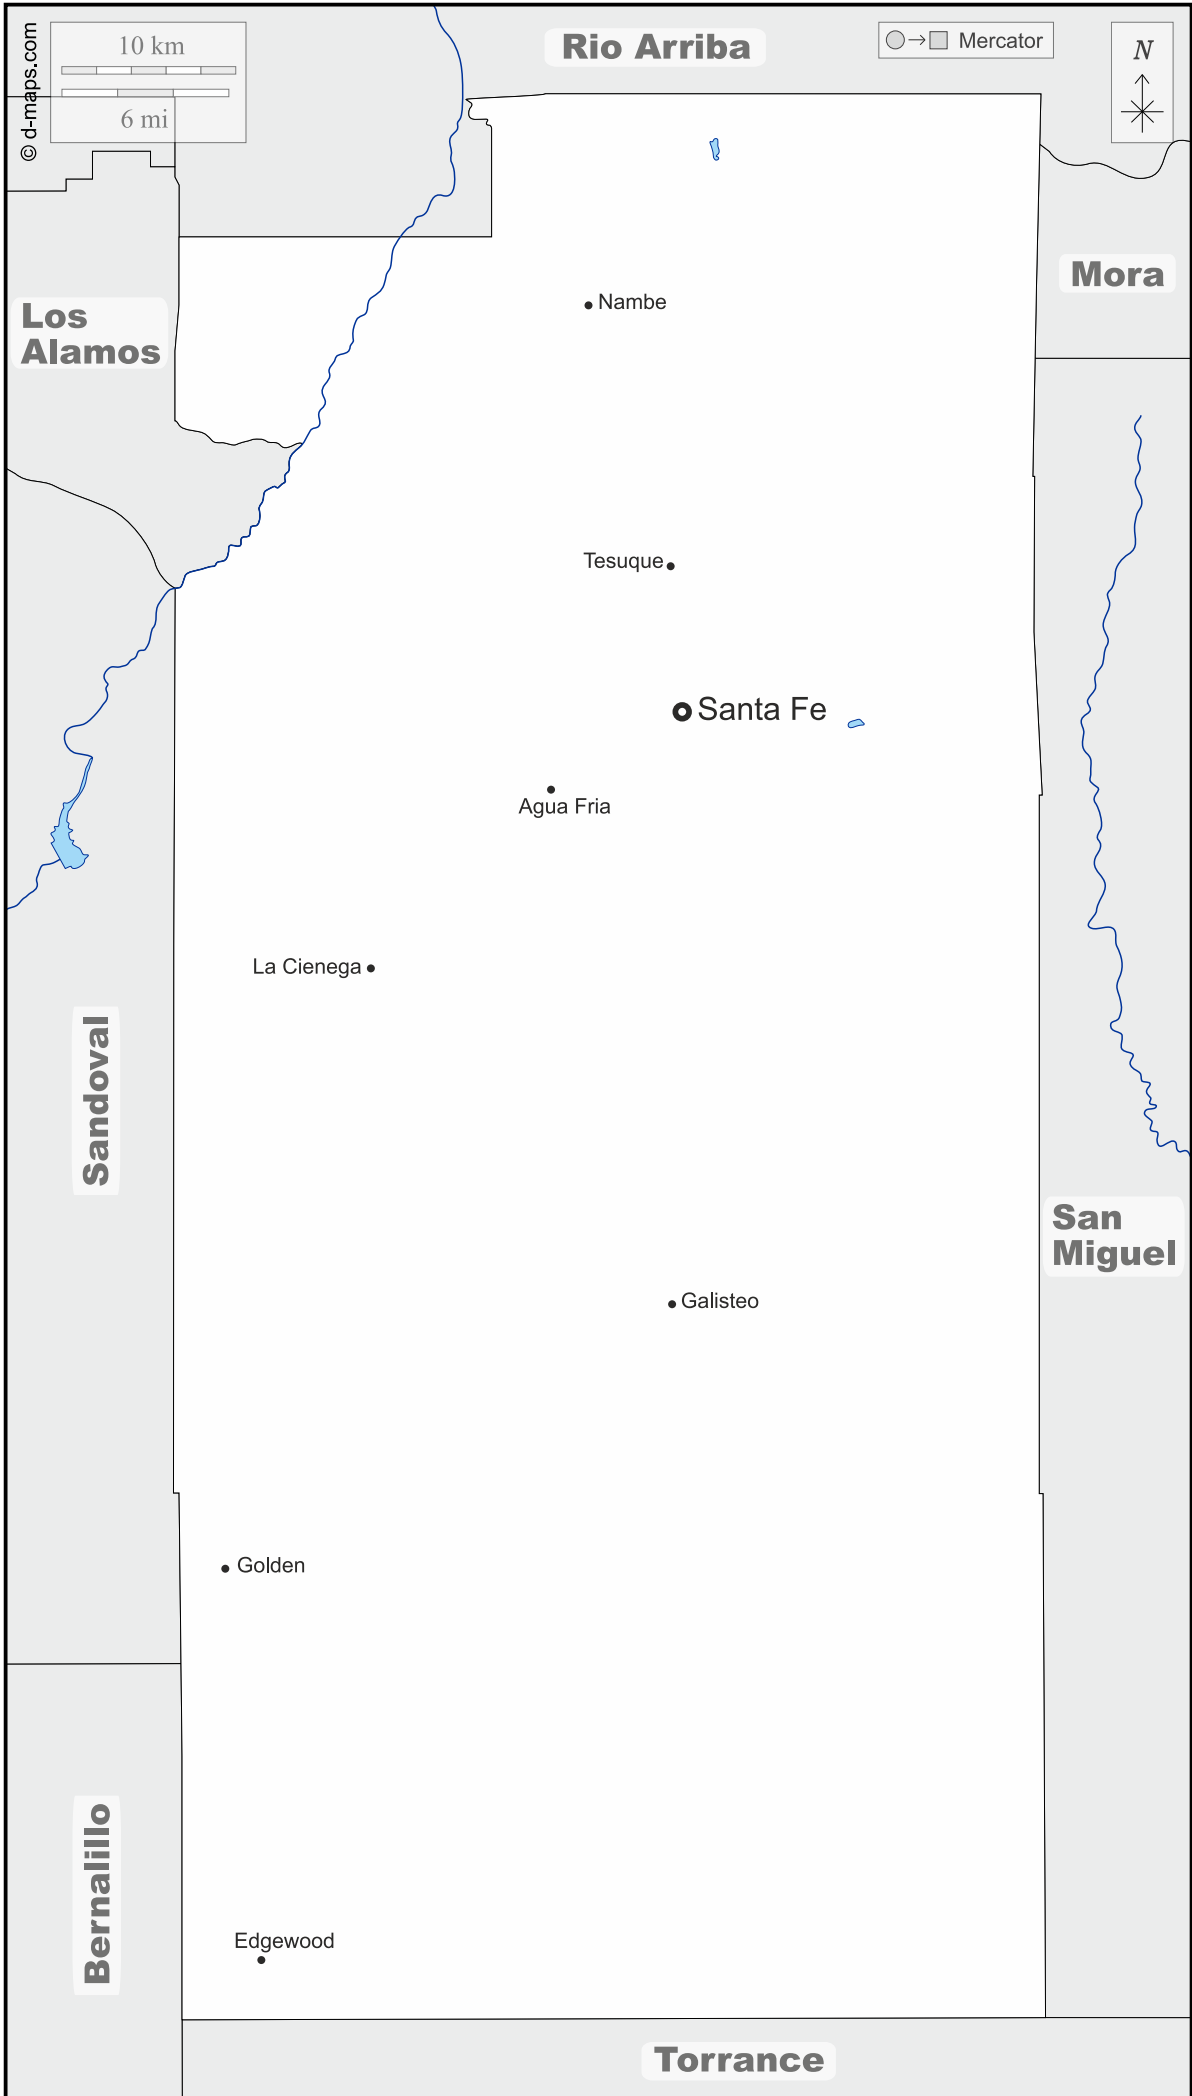 © d-maps.com
10 km
6 mi
Rio Arriba
Mercator
N
Mora
Los
Alamos
Nambe
Tesuque
Santa Fe
Agua Fria
La Cienega
Sandoval
San
Miguel
Galisteo
Golden
Bernalillo
Edgewood
Torrance